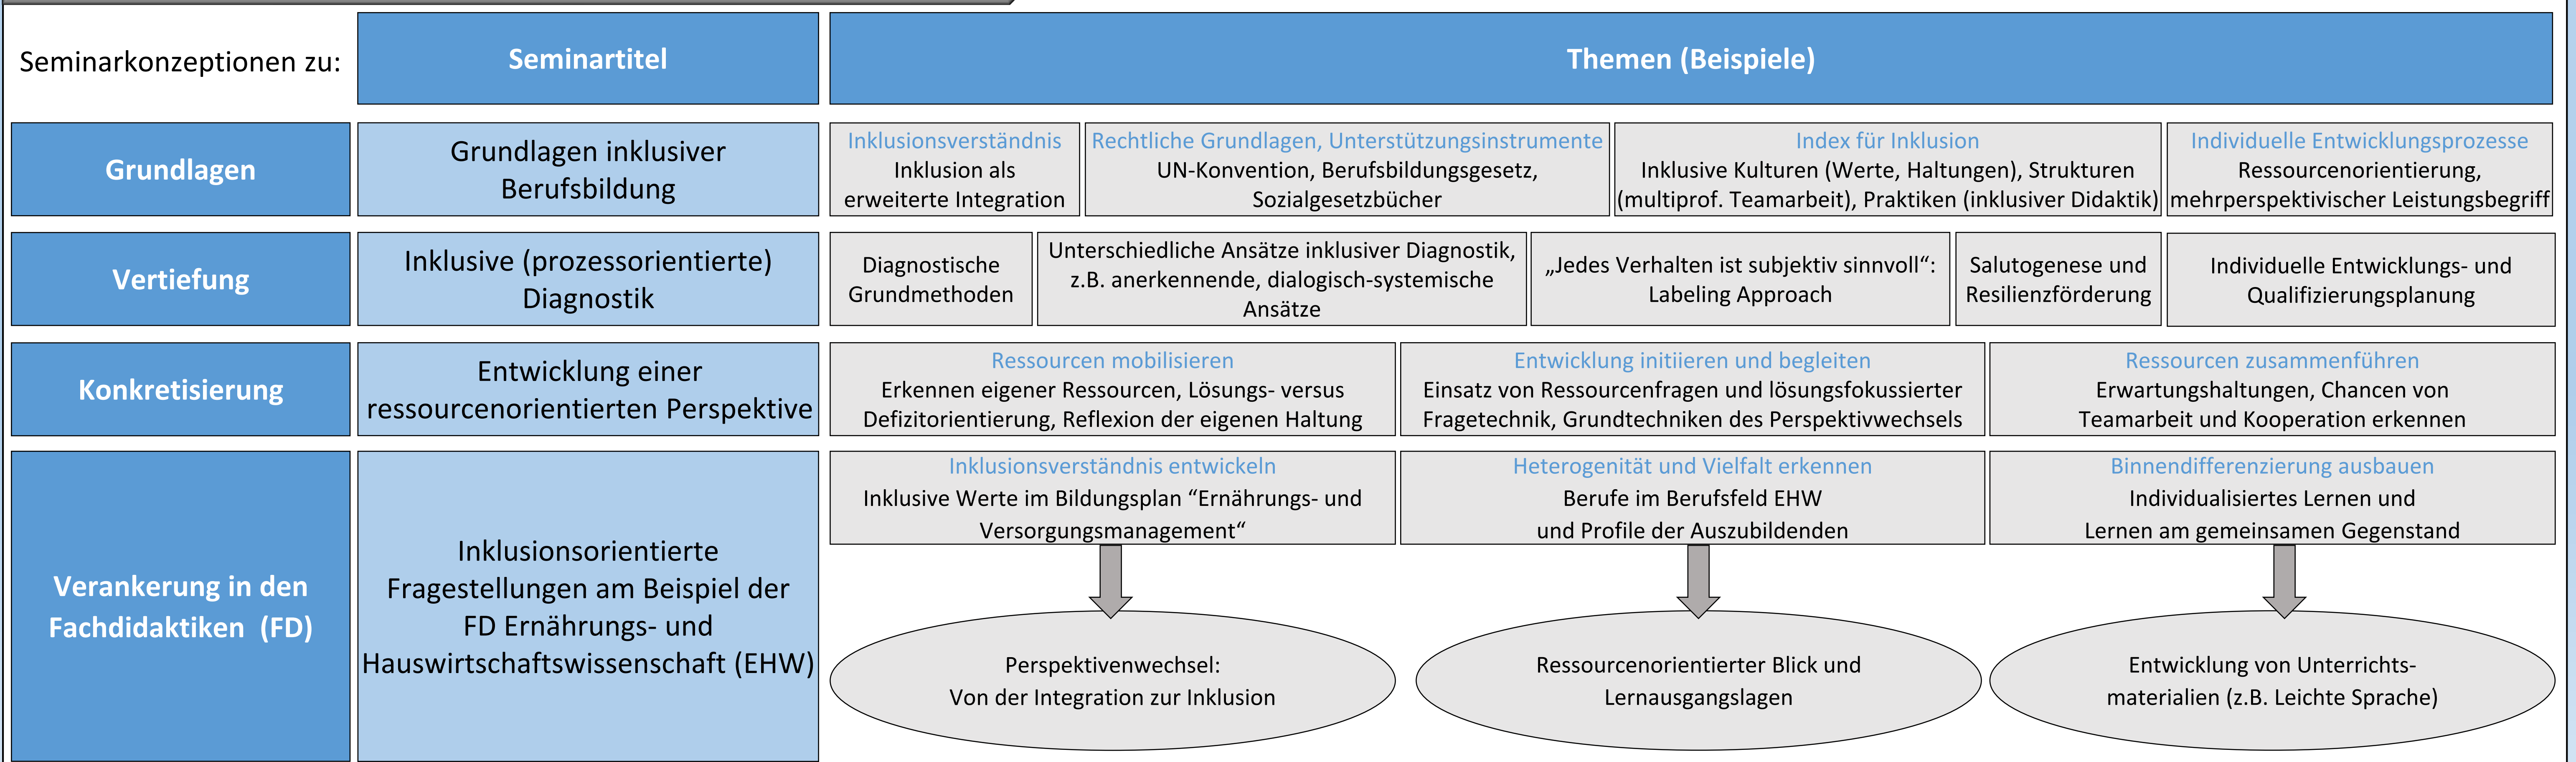 Seminarkonzeptionen zu:
Seminartitel
Themen (Beispiele)
Grundlagen
Grundlagen inklusiver
Berufsbildung
Inklusionsverständnis
Inklusion als
erweiterte Integration
Rechtliche Grundlagen, Unterstützungsinstrumente
UN-Konvention, Berufsbildungsgesetz,
Sozialgesetzbücher
Index für Inklusion
Inklusive Kulturen (Werte, Haltungen), Strukturen
(multiprof. Teamarbeit), Praktiken (inklusiver Didaktik)
Individuelle Entwicklungsprozesse
Ressourcenorientierung,
mehrperspektivischer Leistungsbegriff
Vertiefung
Inklusive (prozessorientierte)
Diagnostik
Diagnostische
Grundmethoden
Unterschiedliche Ansätze inklusiver Diagnostik,
z.B. anerkennende, dialogisch-systemische
Ansätze
„Jedes Verhalten ist subjektiv sinnvoll“:
Labeling Approach
Salutogenese und
Resilienzförderung
Individuelle Entwicklungs- und
Qualifizierungsplanung
Konkretisierung
Entwicklung einer
ressourcenorientierten Perspektive
Ressourcen mobilisieren
Erkennen eigener Ressourcen, Lösungs- versus
Defizitorientierung, Reflexion der eigenen Haltung
Entwicklung initiieren und begleiten
Einsatz von Ressourcenfragen und lösungsfokussierter
Fragetechnik, Grundtechniken des Perspektivwechsels
Ressourcen zusammenführen
Erwartungshaltungen, Chancen von
Teamarbeit und Kooperation erkennen
Verankerung in den
Fachdidaktiken (FD)
Inklusionsorientierte
Fragestellungen am Beispiel der
FD Ernährungs- und
Hauswirtschaftswissenschaft (EHW)
Inklusionsverständnis entwickeln
Inklusive Werte im Bildungsplan “Ernährungs- und
Versorgungsmanagement“
Heterogenität und Vielfalt erkennen
Berufe im Berufsfeld EHW
und Profile der Auszubildenden
Binnendifferenzierung ausbauen
Individualisiertes Lernen und
Lernen am gemeinsamen Gegenstand
Perspektivenwechsel:
Von der Integration zur Inklusion
Ressourcenorientierter Blick und
Lernausgangslagen
Entwicklung von Unterrichts-
materialien (z.B. Leichte Sprache)